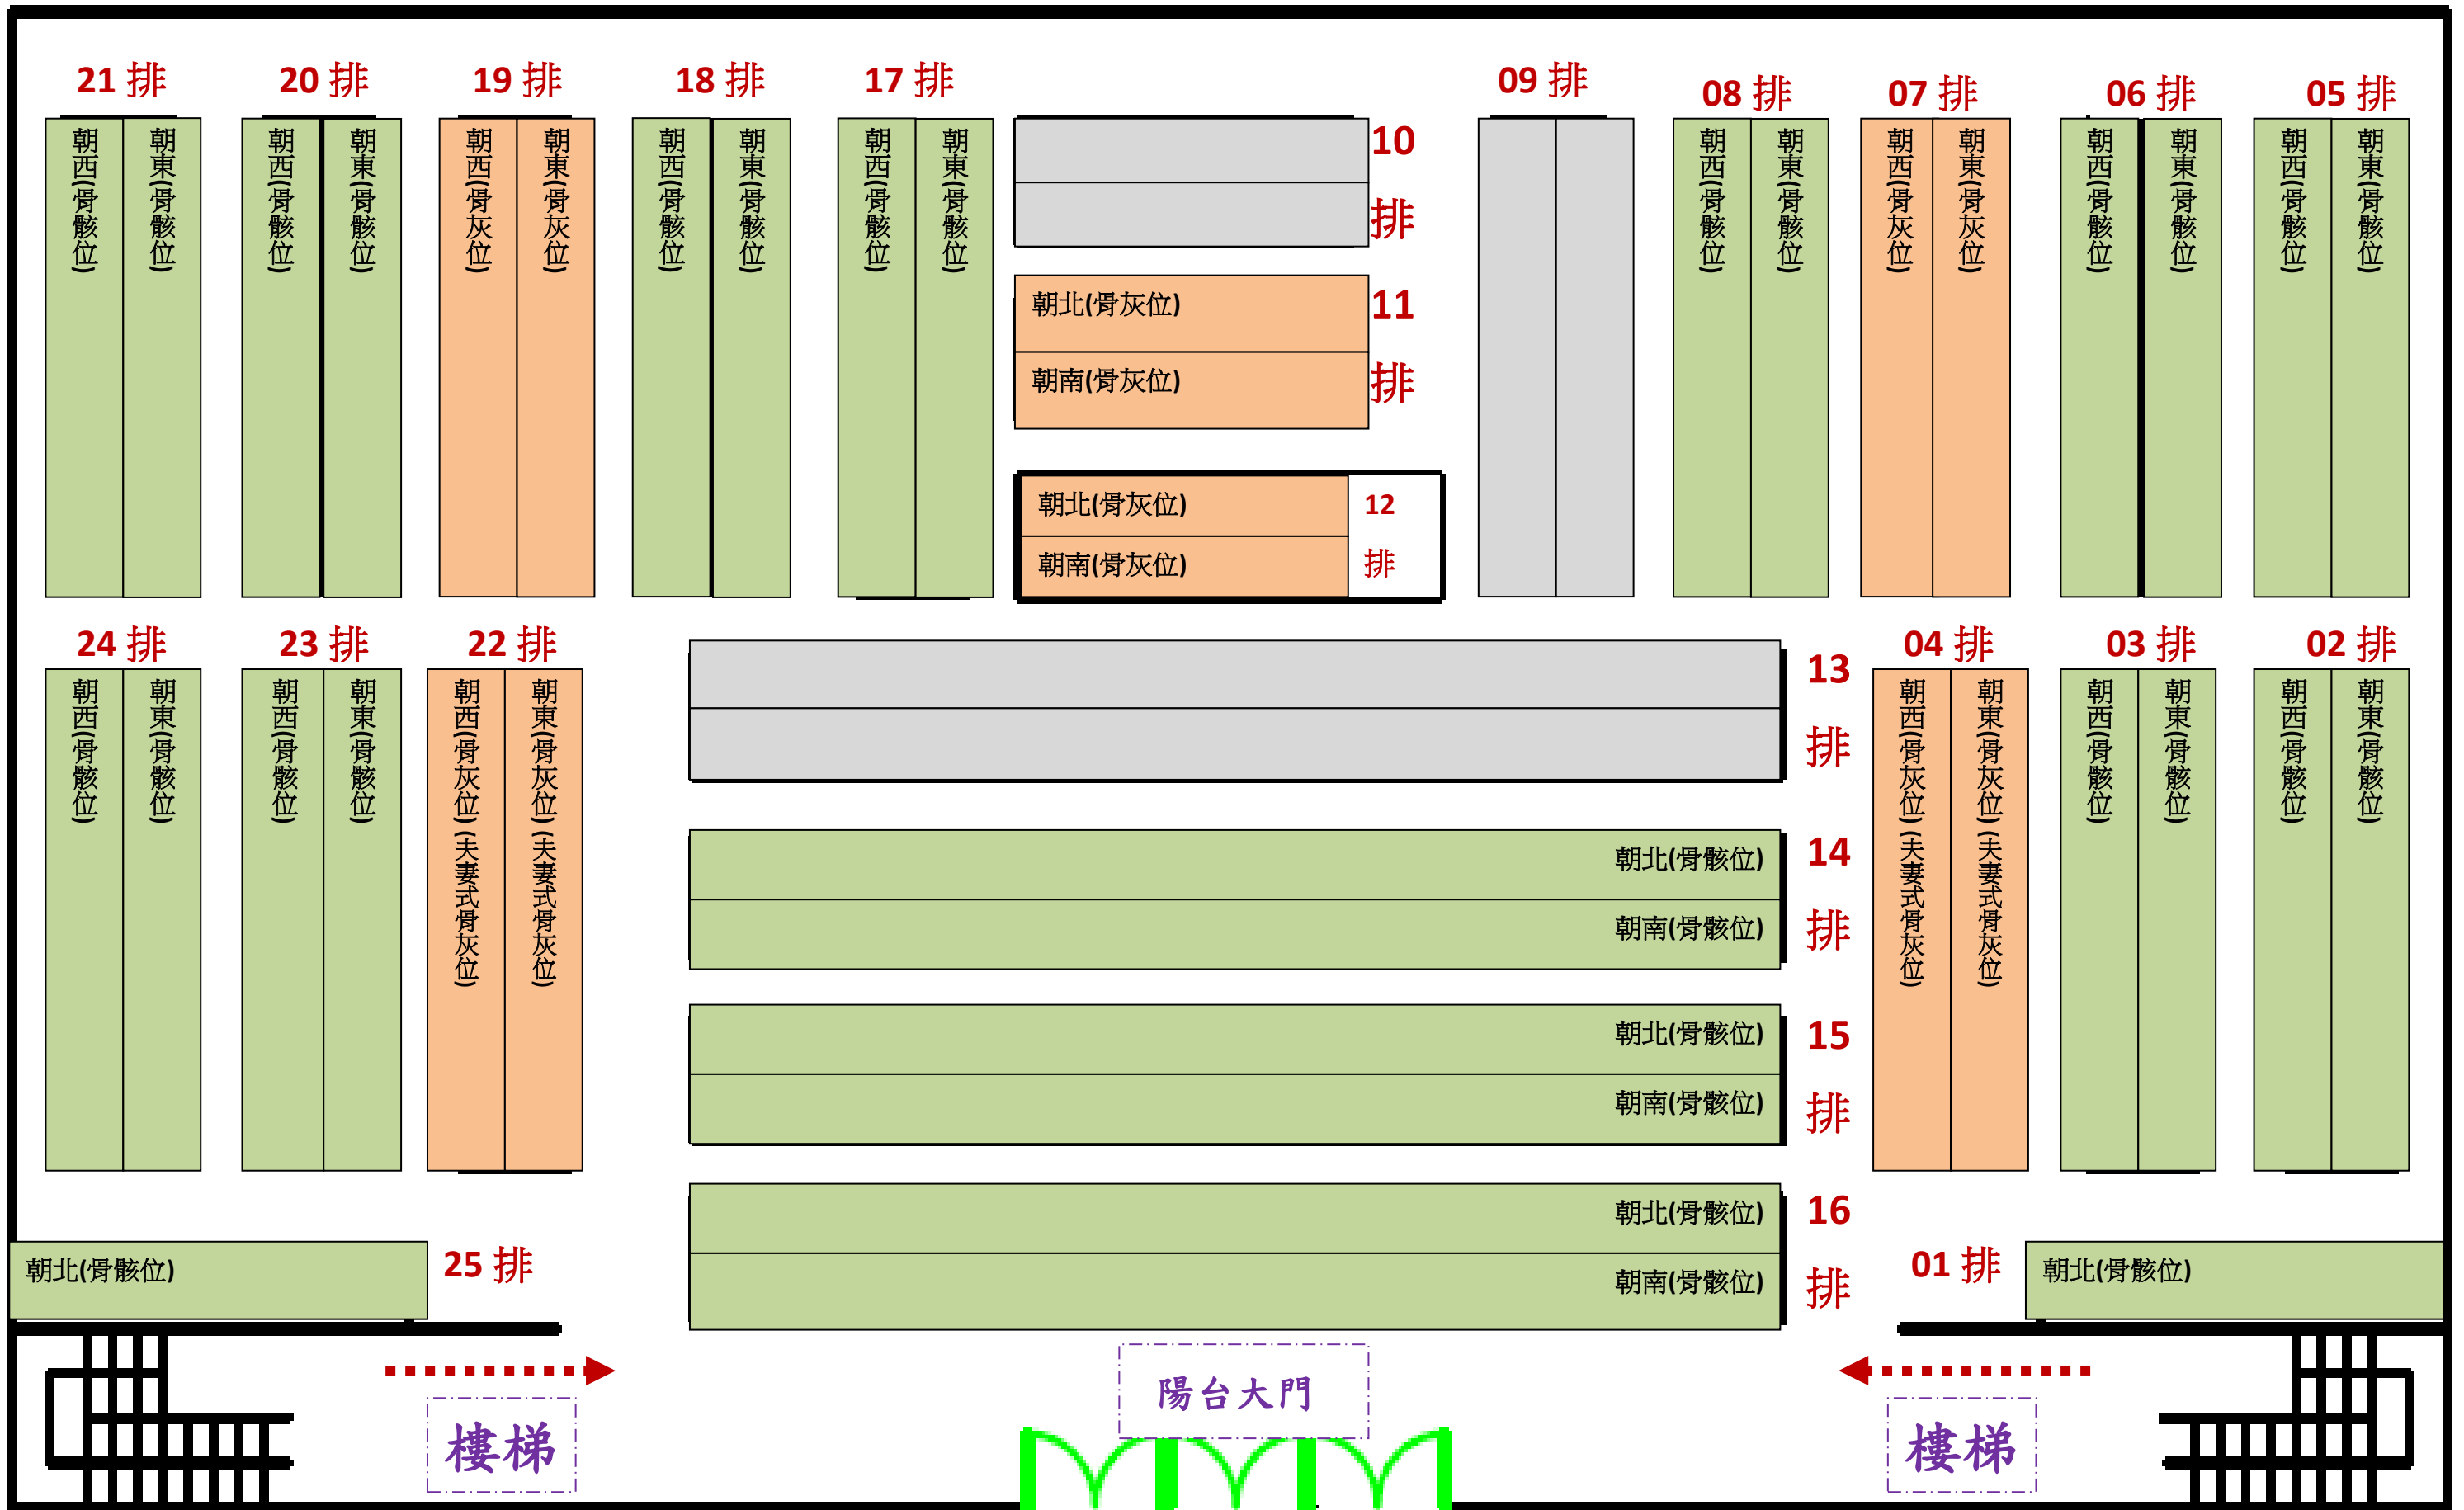 21 排
20 排
19 排
18 排
17 排
09 排
08 排
07 排
06 排
05 排
朝西(骨骸位)
朝東(骨骸位)
朝西(骨骸位)
朝東(骨骸位)
朝西(骨灰位)
朝東(骨灰位)
朝西(骨骸位)
朝東(骨骸位)
朝西(骨骸位)
朝東(骨骸位)
10
排
朝北(骨灰位)
朝南(骨灰位)
11
排
朝北(骨灰位)
朝南(骨灰位)
12
排
朝西(骨骸位)
朝東(骨骸位)
朝西(骨灰位)
朝東(骨灰位)
朝西(骨骸位)
朝東(骨骸位)
朝西(骨骸位)
朝東(骨骸位)
24 排
23 排
22 排
04 排
03 排
02 排
朝西(骨骸位)
朝東(骨骸位)
朝西(骨骸位)
朝東(骨骸位)
朝西(骨灰位)(夫妻式骨灰位)
朝東(骨灰位)(夫妻式骨灰位)
13
排
朝北(骨骸位)
朝南(骨骸位)
14
排
朝北(骨骸位)
朝南(骨骸位)
15
排
朝北(骨骸位)
朝南(骨骸位)
16
排
朝西(骨灰位)(夫妻式骨灰位)
朝東(骨灰位)(夫妻式骨灰位)
朝西(骨骸位)
朝東(骨骸位)
朝西(骨骸位)
朝東(骨骸位)
朝北(骨骸位)
25 排
01 排
朝北(骨骸位)
陽台大門
樓梯
樓梯